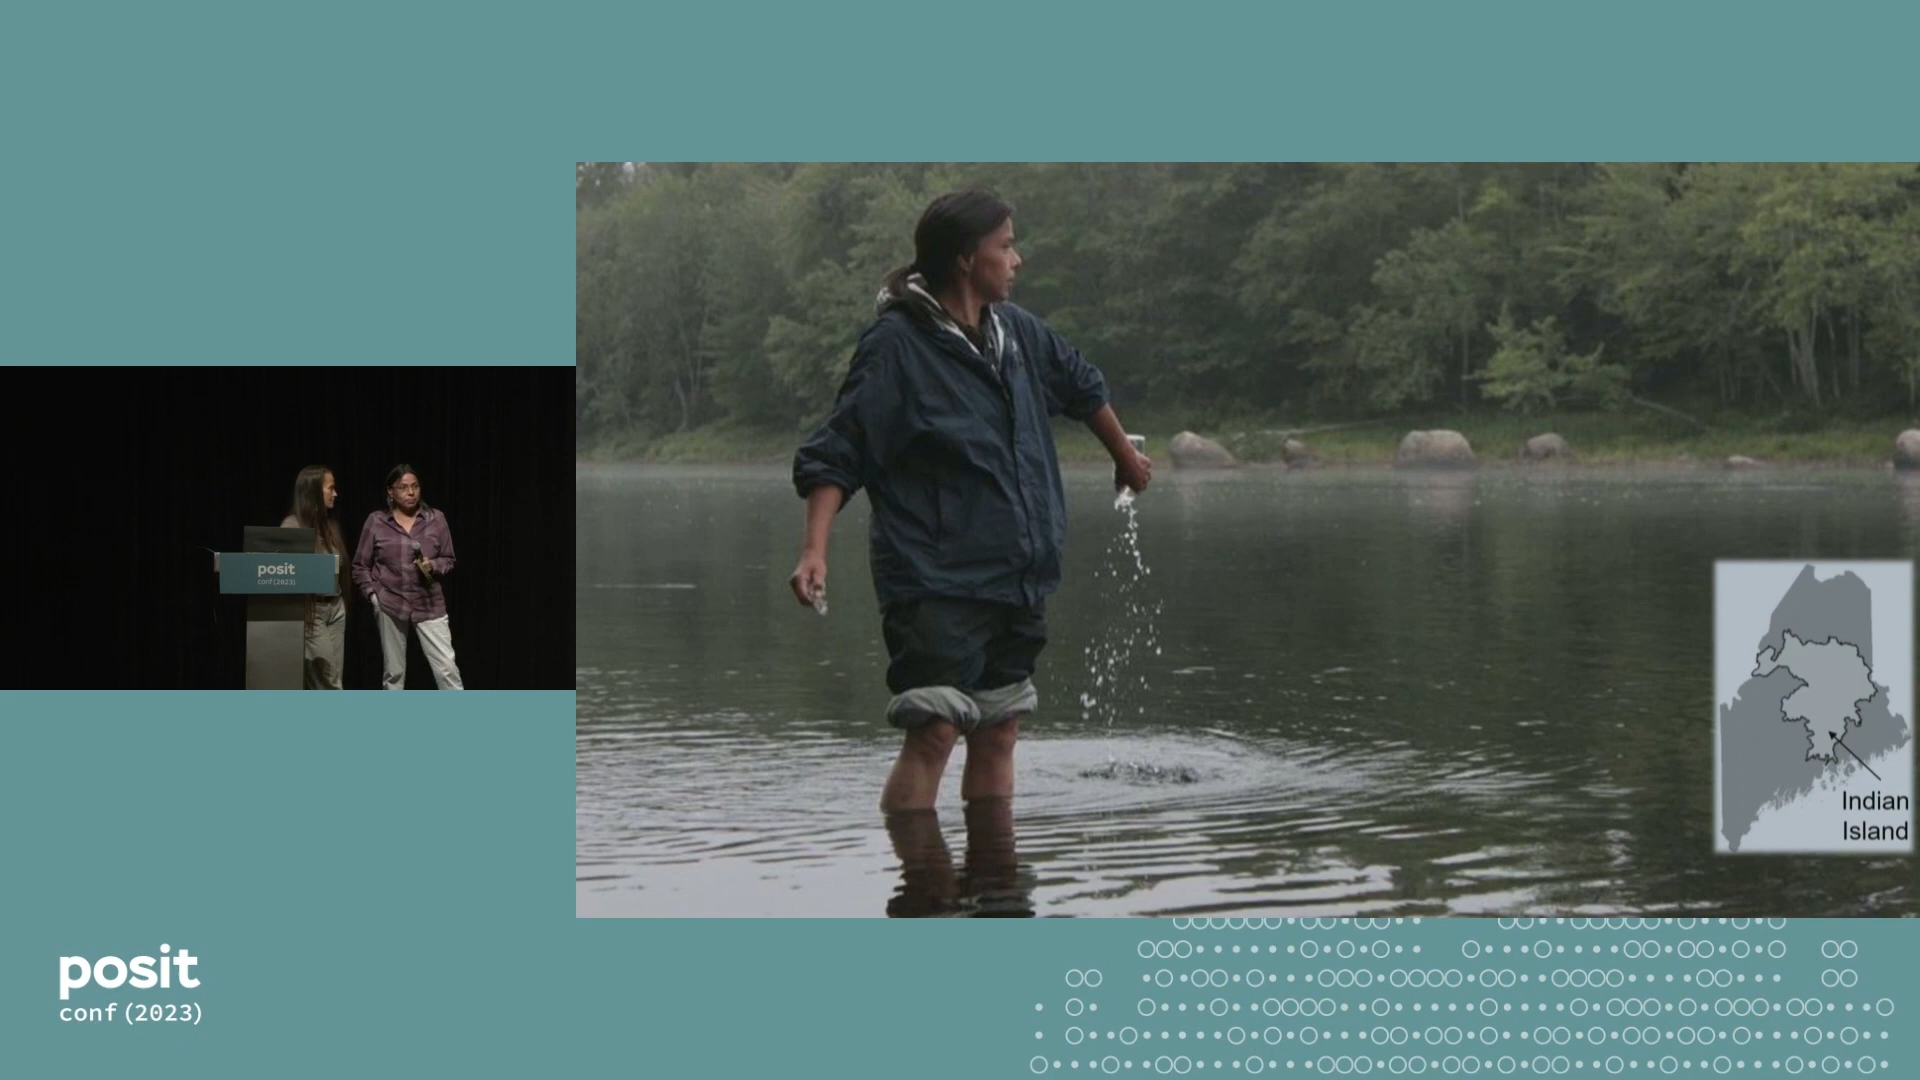 posit
conf(2023)
Indian
Island
posit
conf (2023)